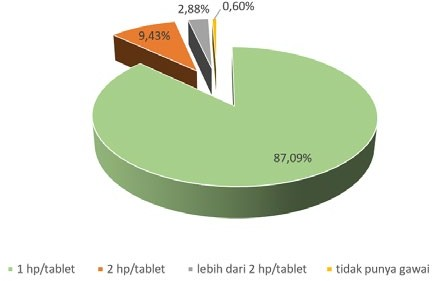 2,88%
0,60%
9,43%
87,09%
1 hp/tablet
2 hp/tablet
lebih dari 2 hp/tablet
tidak punya gawai